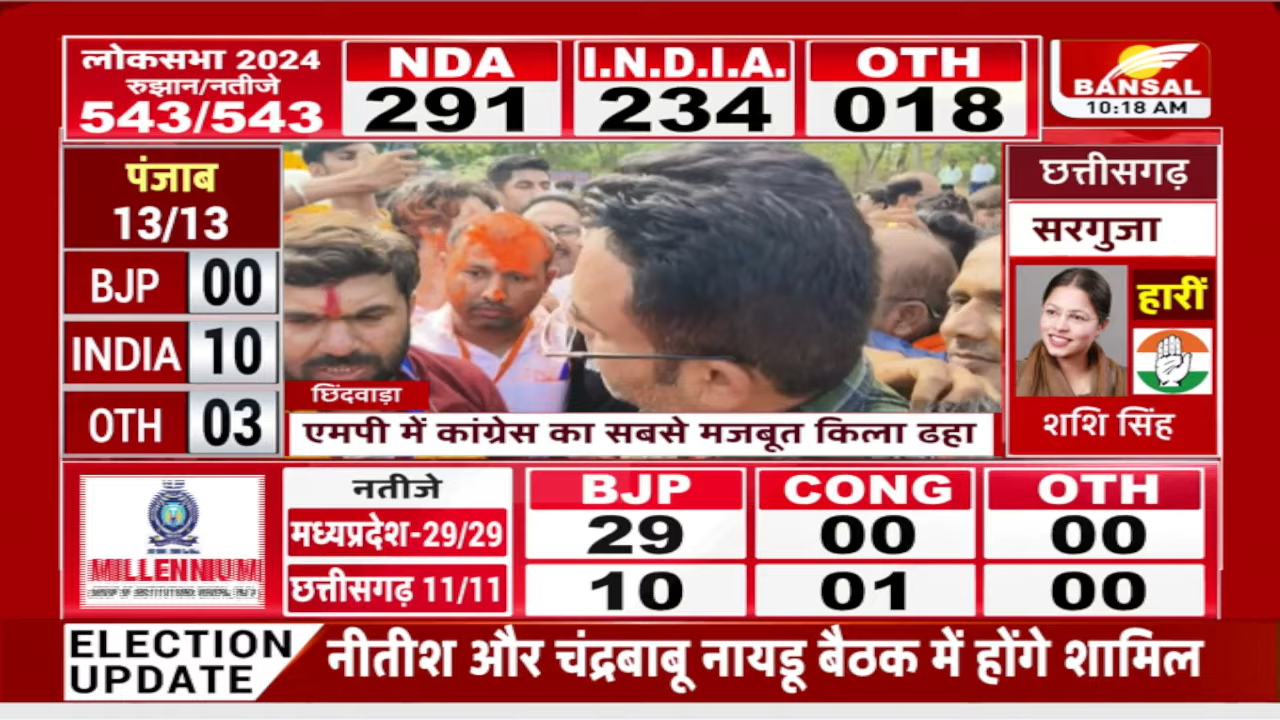 लोकसभा 2024
रुझान/नतीजे
543/543
NDA
291
I.N.D.I.A.
234
OTH
018
BANSAL
10:18 AM
पंजाब
13/13
BJP 00
INDIA 10
OTH 03
छिंदवाड़ा
एमपी में कांग्रेस का सबसे मजबूत किला ढहा
छत्तीसगढ़
सरगुजा
हारीं
शशि सिंह
MILLENNIUM
नतीजे BJP CONG OTH
मध्यप्रदेश-29/29 29 00 00
छत्तीसगढ़ 11/11 10 01 00
ELECTION
UPDATE
नीतीश और चंद्रबाबू नायडू बैठक में होंगे शामिल